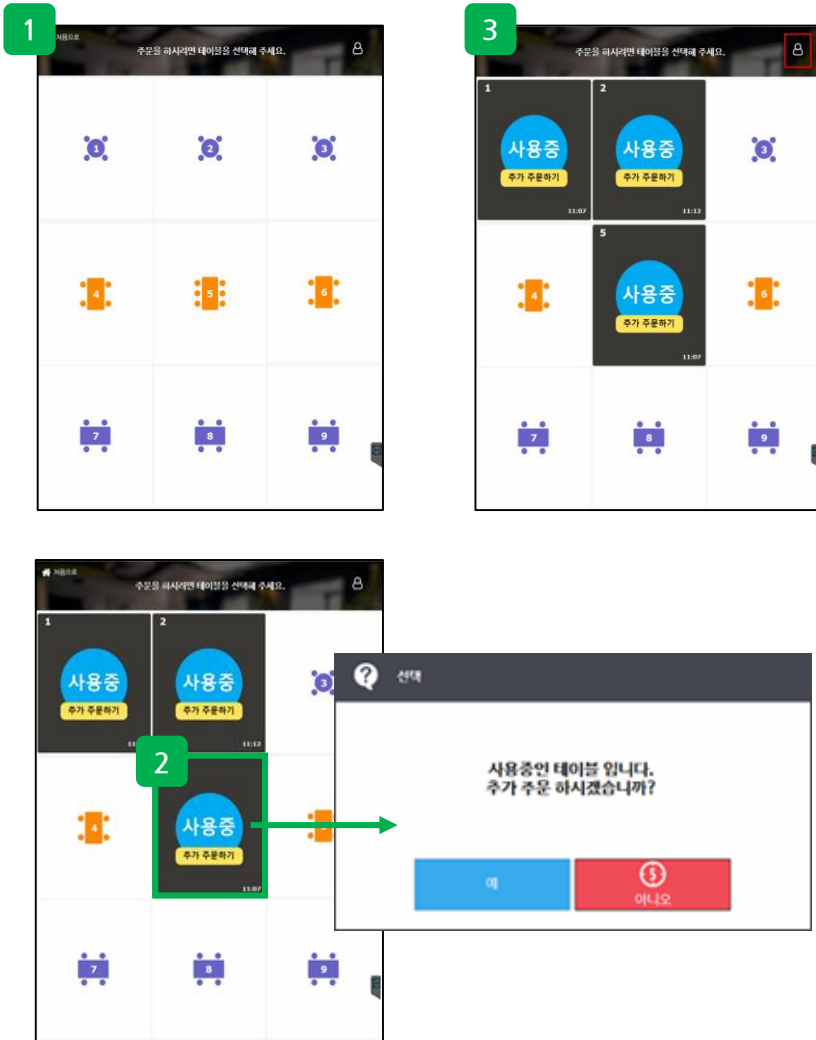 1
처음으로
주문을 하시려면 테이블을 선택해 주세요.
1
2
3
4
5
6
7
8
9
3
주문을 하시려면 테이블을 선택해 주세요.
1
사용중
추가 주문하기
11:07
2
사용중
추가 주문하기
11:12
3
4
5
사용중
추가 주문하기
11:07
6
7
8
9
처음으로
주문을 하시려면 테이블을 선택해 주세요.
1
사용중
추가 주문하기
2
사용중
추가 주문하기
11:12
3
4
2
사용중
추가 주문하기
11:07
7
8
9
선택
사용중인 테이블 입니다.
추가 주문 하시겠습니까?
예
5
아니오